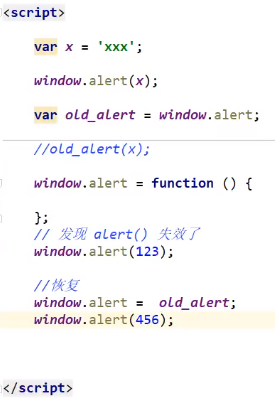 <script>
var x = 'xxx';
window.alert(x);
var old_alert = window.alert;
//old_alert(x);
window.alert = function () {
};
// 发现 alert() 失效了
window.alert(123);
//恢复
window.alert =  old_alert;
window.alert(456);
</script>